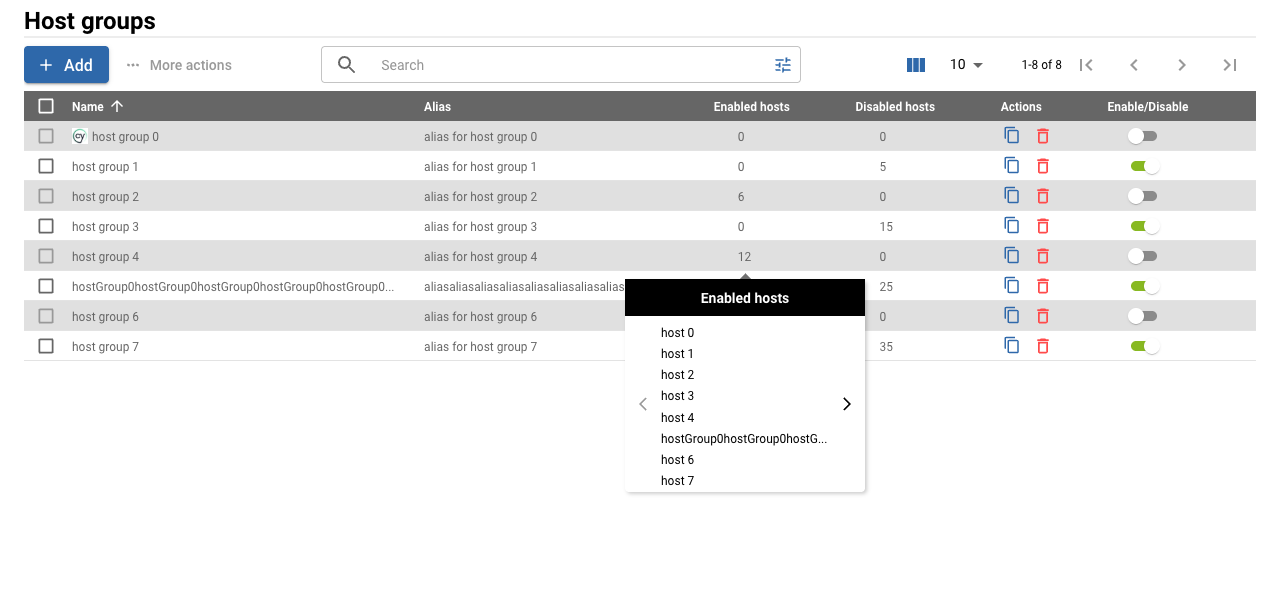 Host groups
Add
More actions
Search
10
1-8 of 8
Name Alias Enabled hosts Disabled hosts Actions Enable/Disable
cy host group 0 alias for host group 0 0 0
host group 1 alias for host group 1 0 5
host group 2 alias for host group 2 6 0
host group 3 alias for host group 3 0 15
host group 4 alias for host group 4 12 0
hostGroup0hostGroup0hostGroup0hostGroup0hostGroup0... aliasaliasaliasaliasaliasaliasaliasalias 25
host group 6 alias for host group 6 0
host group 7 alias for host group 7 35
Enabled hosts
host 0
host 1
host 2
host 3
host 4
hostGroup0hostGroup0hostG...
host 6
host 7